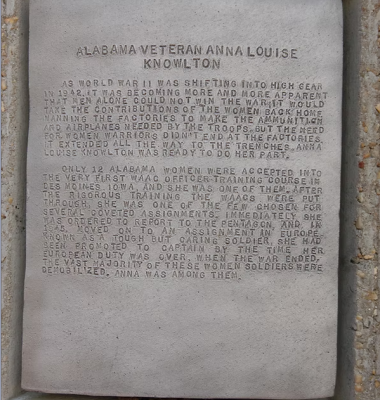 ALABAMA VETERAN ANNA LOUISE
KNOWLTON
AS WORLD WAR II WAS SHIFTING INTO HIGH GEAR
IN 1942, IT WAS BECOMING MORE AND MORE APPARENT
THAT MEN ALONE COULD NOT WIN THE WAR. IT WOULD
TAKE THE CONTRIBUTIONS OF THE WOMEN BACK HOME
MANNING THE FACTORIES TO MAKE THE AMMUNITION
AND AIRPLANES NEEDED BY THE TROOPS. BUT THE NEED
FOR WOMEN WARRIORS DIDN'T END AT THE FACTORIES.
IT EXTENDED ALL THE WAY TO THE TRENCHES. ANNA
LOUISE KNOWLTON WAS READY TO DO HER PART.
ONLY 12 ALABAMA WOMEN WERE ACCEPTED INTO
THE VERY FIRST WAAC OFFICER TRAINING COURSE IN
DES MOINES, IOWA, AND SHE WAS ONE OF THEM. AFTER
THE RIGOROUS TRAINING THE WAACS WERE PUT
THROUGH, SHE WAS ONE OF THE FEW CHOSEN FOR
SEVERAL COVETED ASSIGNMENTS. IMMEDIATELY, SHE
WAS ORDERED TO REPORT TO THE PENTAGON, AND, IN
MOVED ON TO AN ASSIGNMENT IN EUROPE.
KNOWN AS A TOUGH BUT CARING SOLDIER, SHE HAD
BEEN PROMOTED TO CAPTAIN BY THE TIME HER
EUROPEAN DUTY WAS OVER. WHEN THE WAR ENDED,
THE VAST MAJORITY OF THESE WOMEN SOLDIERS WERE
DEMOBILIZED. ANNA WAS AMONG THEM.